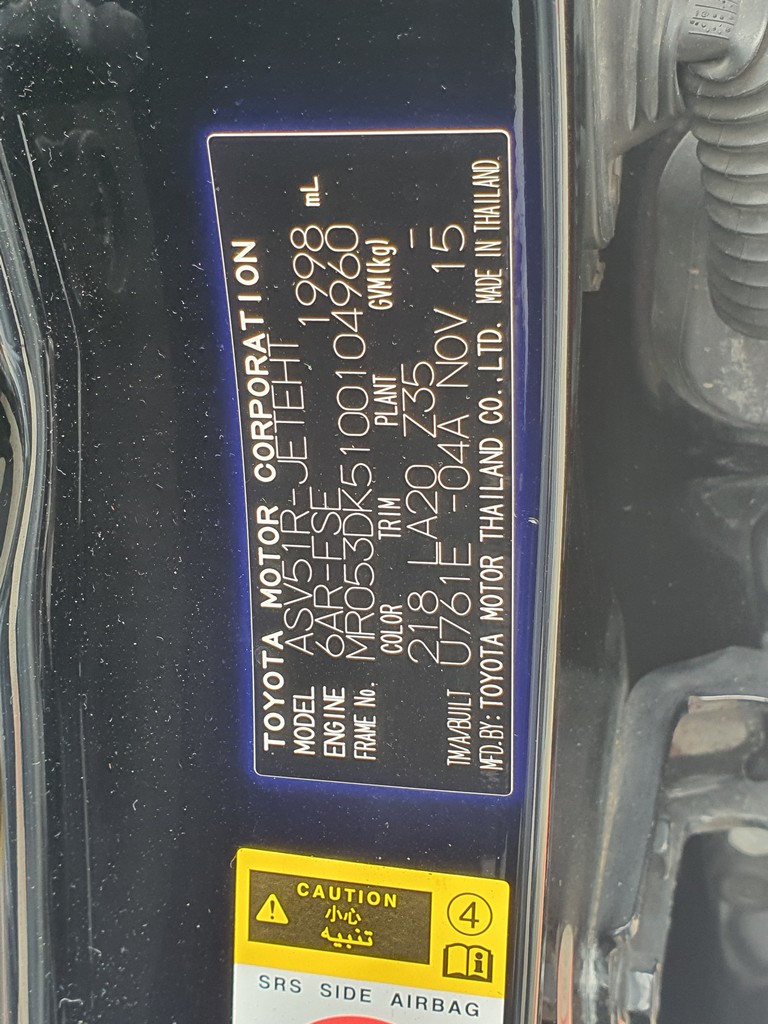 TOYOTA MOTOR CORPORATION
MODEL ASV51R-JETEHT 1998 mL
ENGINE 6AR-FSE
FRAME No. MR053DK5100104960
COLOR TRIM PLANT GVM(kg)
218 LA20 Z35 —
TM/A/BUILT U761E -04A NOV 15
MFD.BY: TOYOTA MOTOR THAILAND CO.,LTD. MADE IN THAILAND
CAUTION
小心
تنبيه
4
i
SRS SIDE AIRBAG